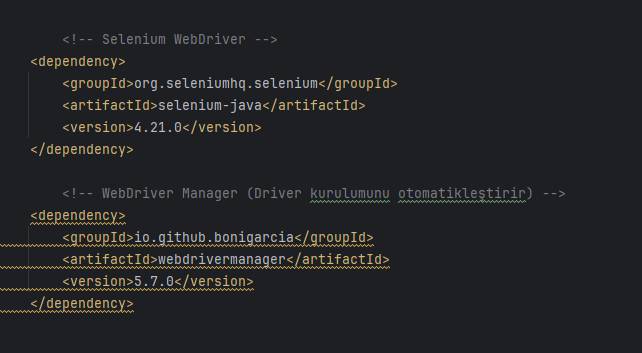 <!-- Selenium WebDriver -->
<dependency>
<groupId>org.seleniumhq.selenium</groupId>
<artifactId>selenium-java</artifactId>
<version>4.21.0</version>
</dependency>
<!-- WebDriver Manager (Driver kurulumunu otomatikleştirir) -->
<dependency>
<groupId>io.github.bonigarcia</groupId>
<artifactId>webdrivermanager</artifactId>
<version>5.7.0</version>
</dependency>